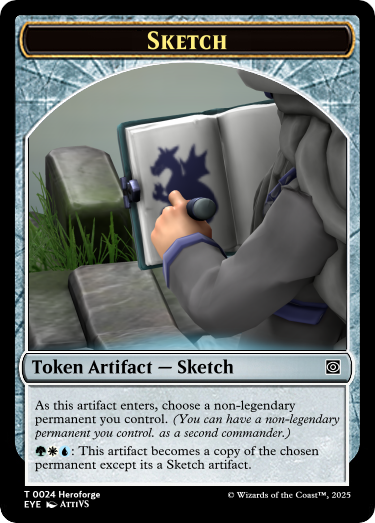 Sketch
Token Artifact — Sketch
As this artifact enters, choose a non-legendary
permanent you control. (You can have a non-legendary
permanent you control. as a second commander.)
: This artifact becomes a copy of the chosen
permanent except its a Sketch artifact.
T 0024 Heroforge
™ & © Wizards of the Coast™, 2025
EYE AttiVS